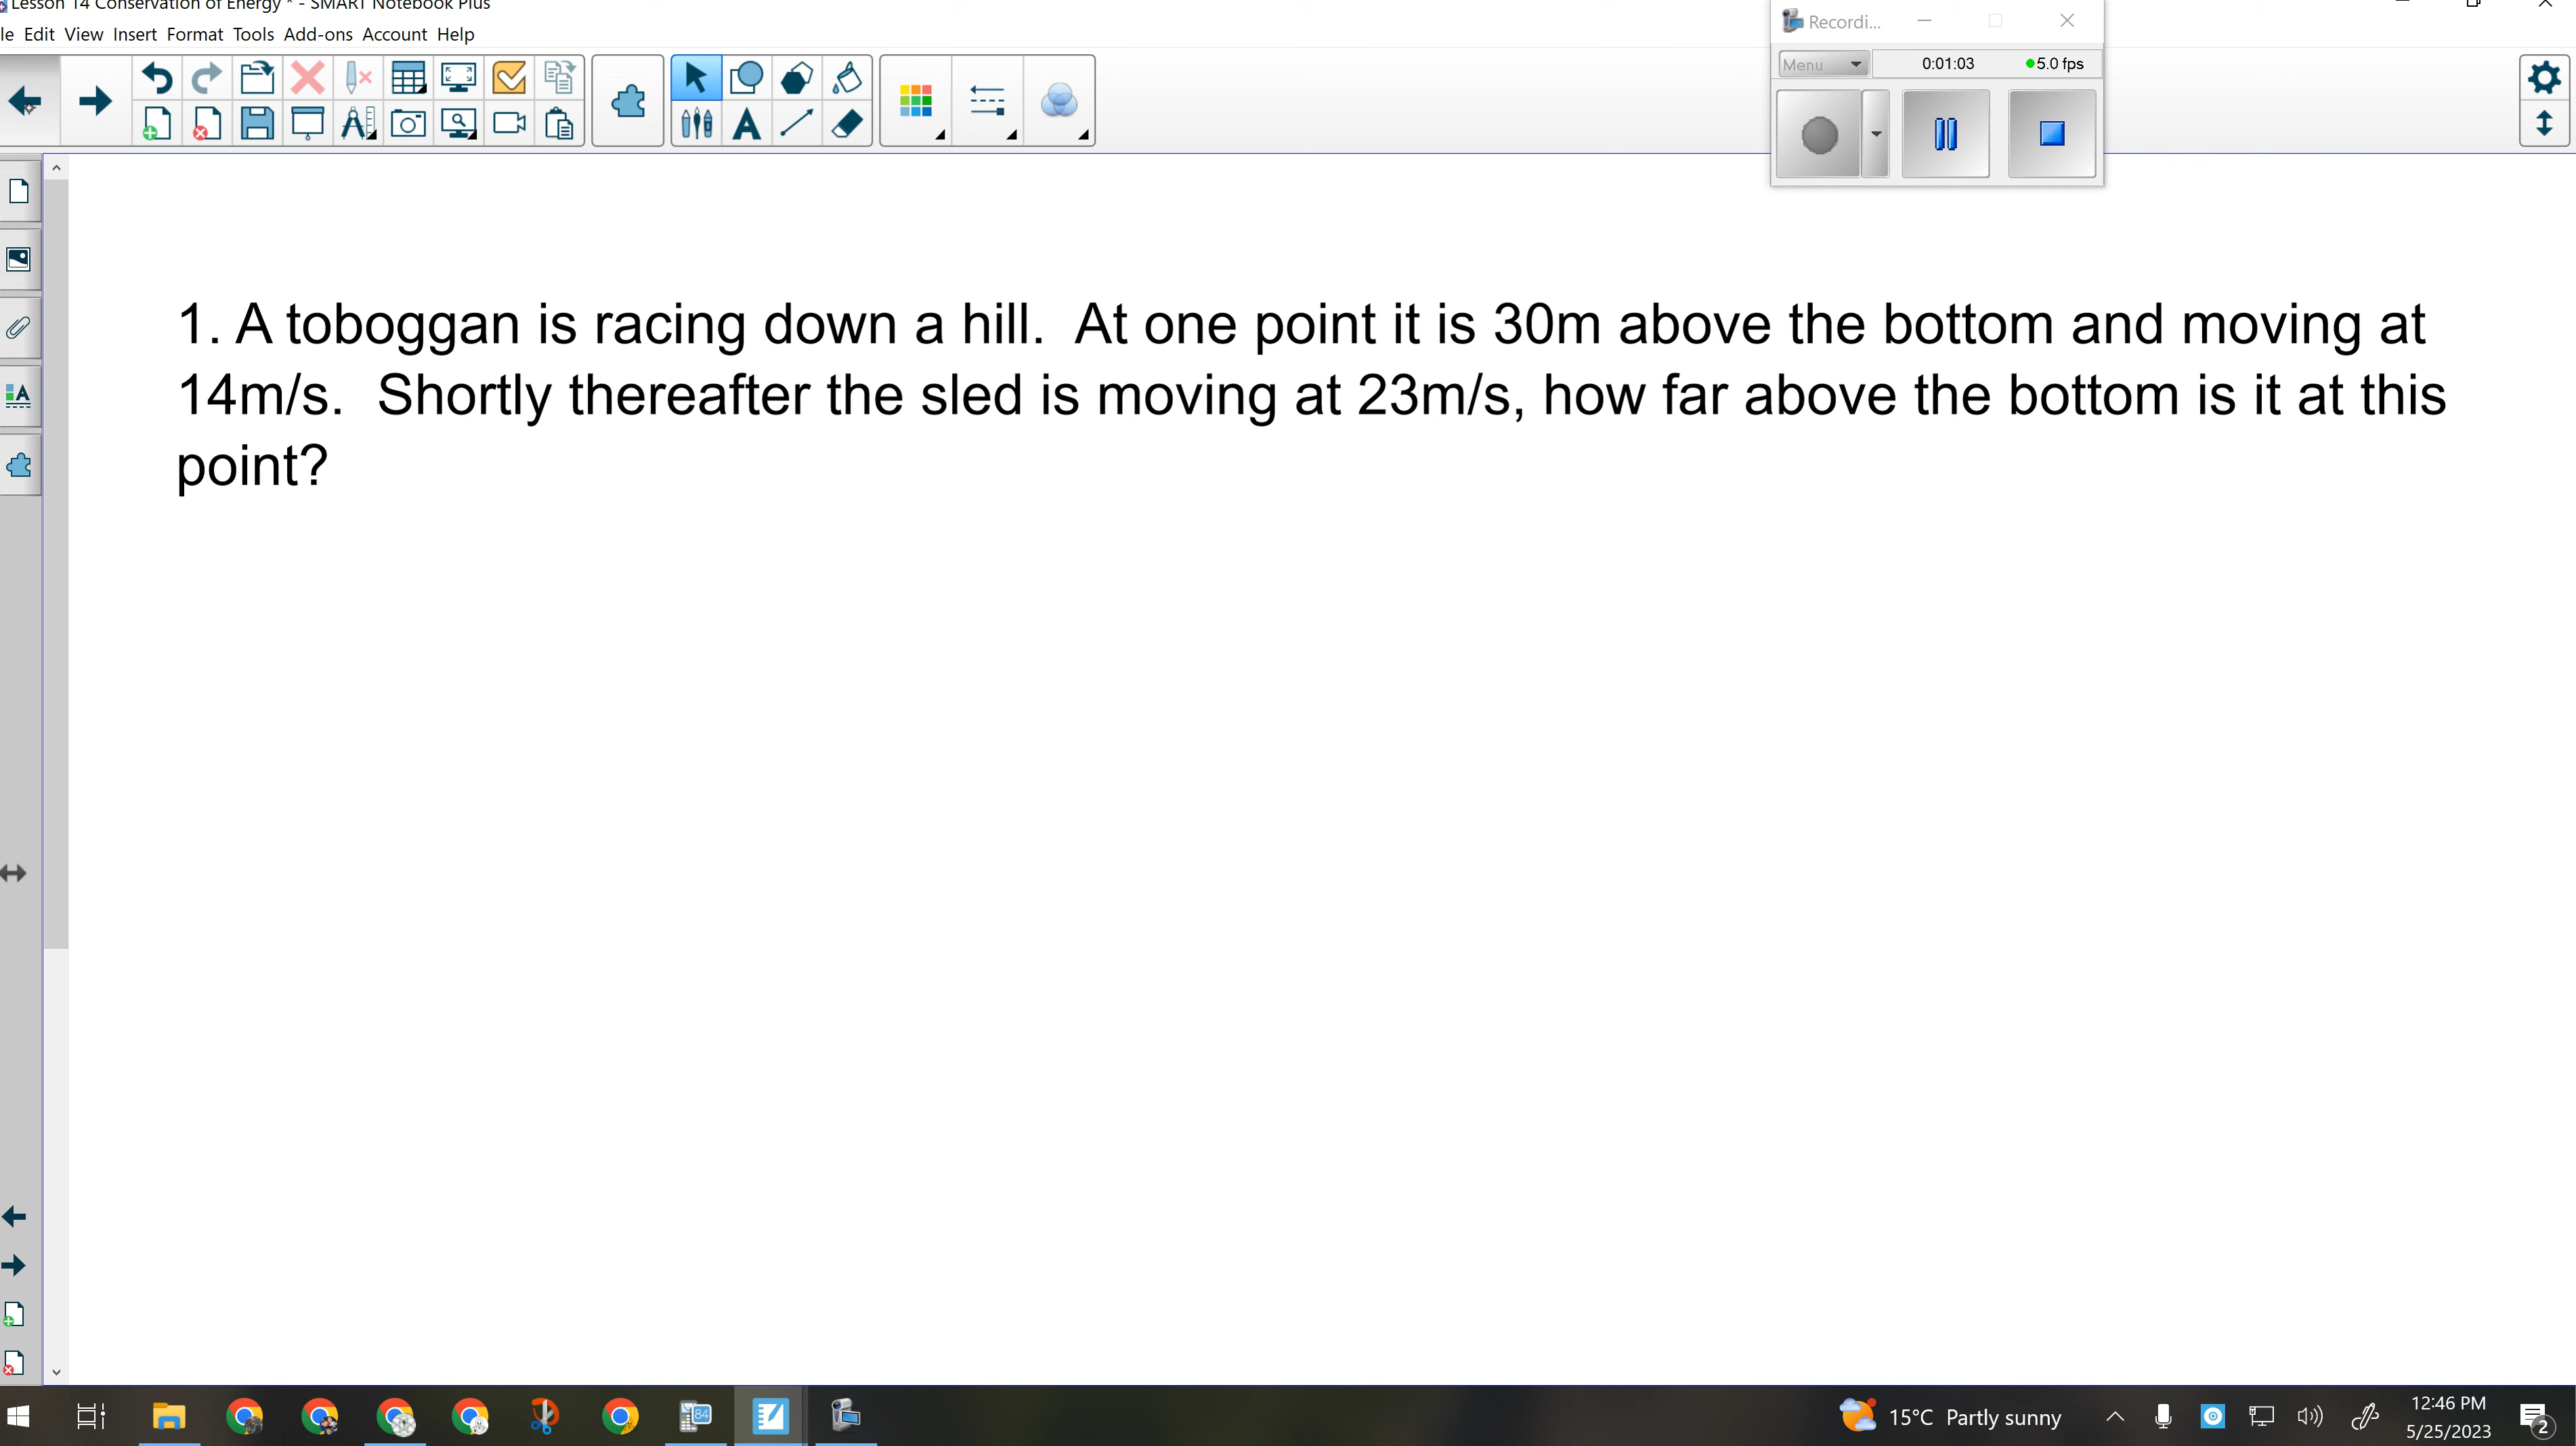 Lesson 14 Conservation of Energy * - SMART Notebook Plus
le Edit View Insert Format Tools Add-ons Account Help
Recordi...
Menu 0:01:03 5.0 fps
A
A
1. A toboggan is racing down a hill. At one point it is 30m above the bottom and moving at
14m/s. Shortly thereafter the sled is moving at 23m/s, how far above the bottom is it at this
point?
84
15°C Partly sunny
12:46 PM
5/25/2023
2